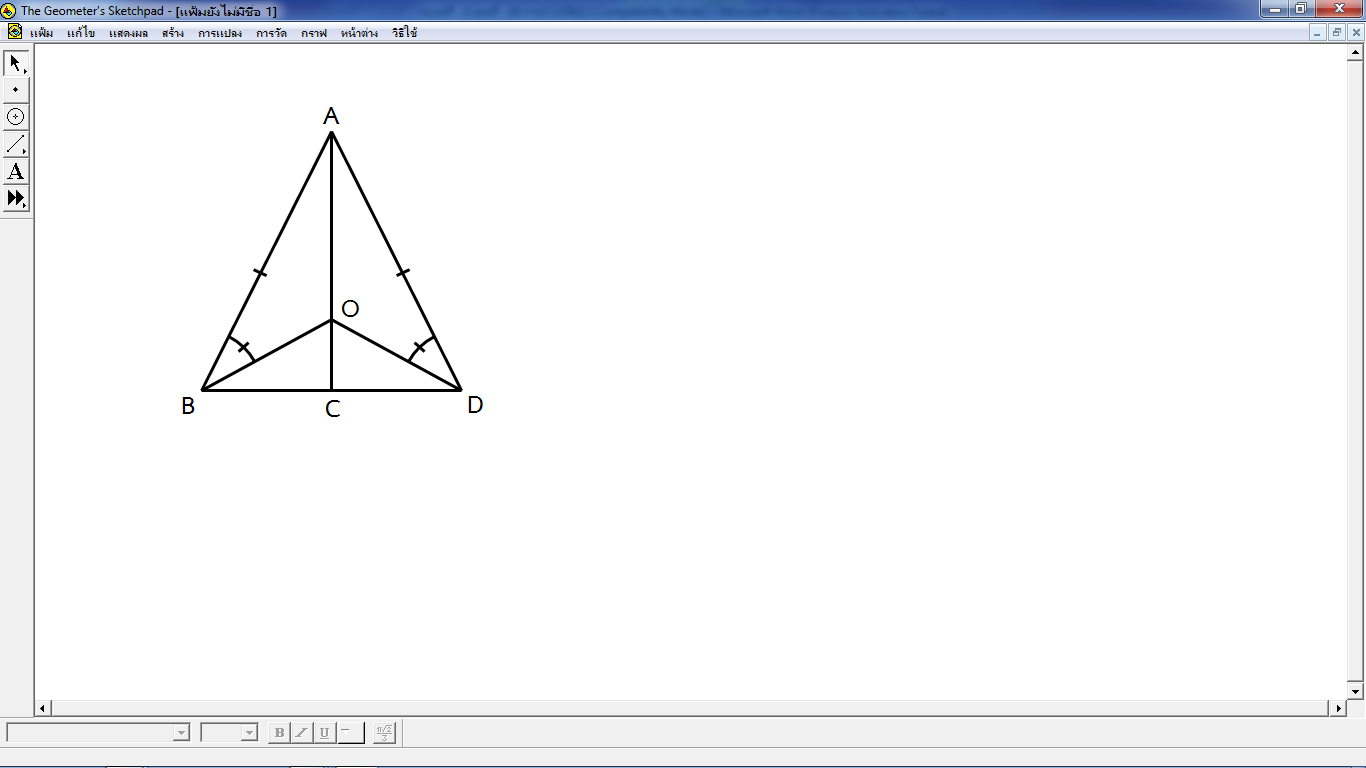 The Geometer's Sketchpad - [แฟ้มยังไม่มีชื่อ 1]
แฟ้ม แก้ไข แสดงผล สร้าง การแปลง การวัด กราฟ หน้าต่าง วิธีใช้
A
A
O
B
C
D
B I U